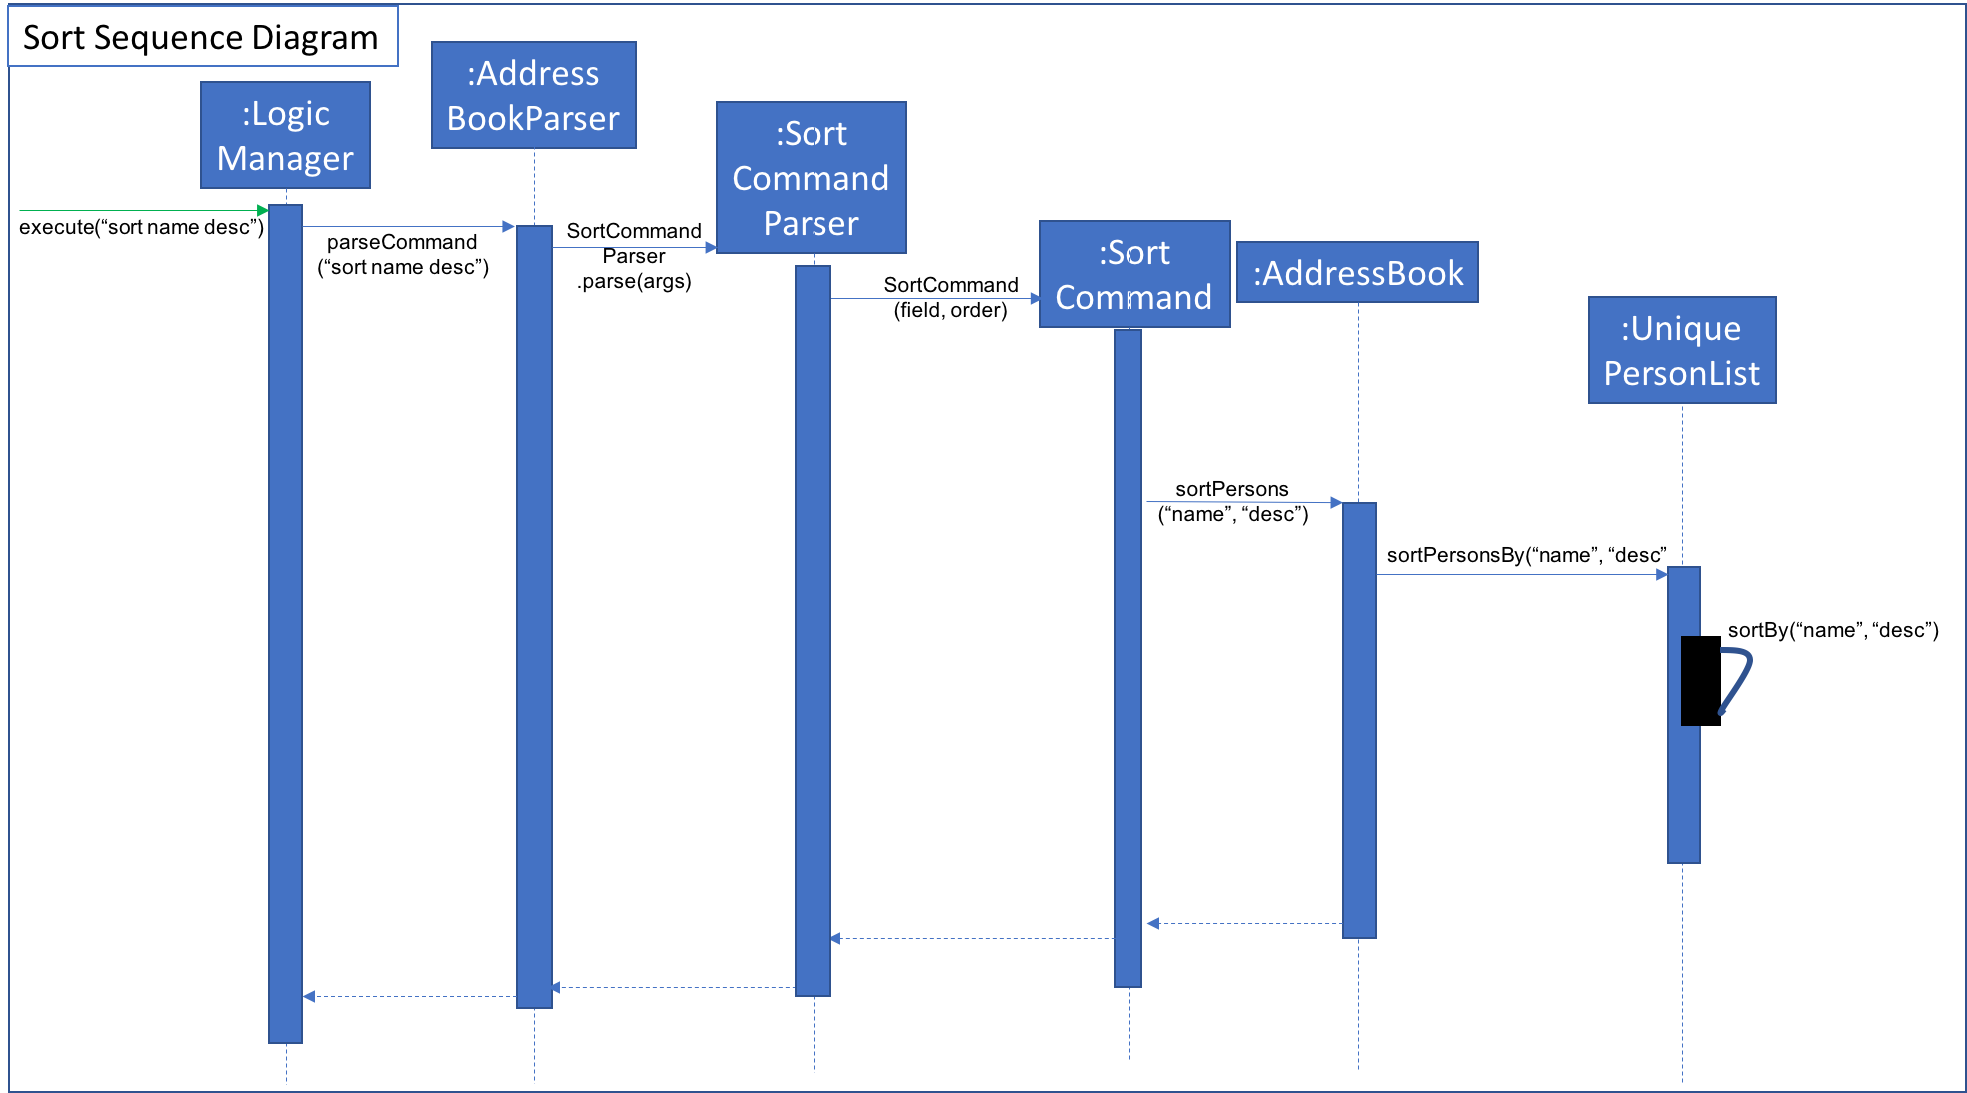 Sort Sequence Diagram
:Logic
Manager
:Address
BookParser
:Sort
Command
Parser
:Sort
Command
:AddressBook
:Unique
PersonList
execute(“sort name desc”)
parseCommand
(“sort name desc”)
SortCommand
Parser
.parse(args)
SortCommand
(field, order)
sortPersons
(“name”, “desc”)
sortPersonsBy(“name”, “desc”
sortBy(“name”, “desc”)